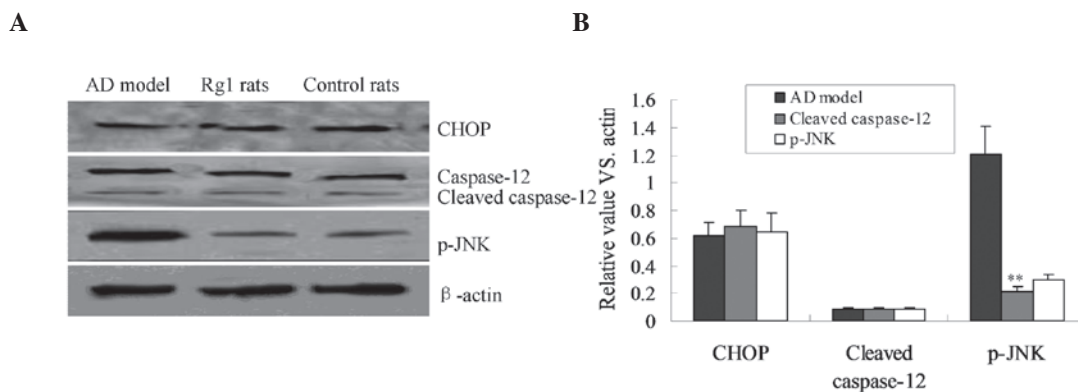 A
AD model Rg1 rats Control rats
CHOP
Caspase-12
Cleaved caspase-12
p-JNK
β-actin
B
Relative value VS. actin
1.6
1.4
1.2
1
0.8
0.6
0.4
0.2
0
AD model
Cleaved caspase-12
p-JNK
**
CHOP
Cleaved
caspase-12
p-JNK